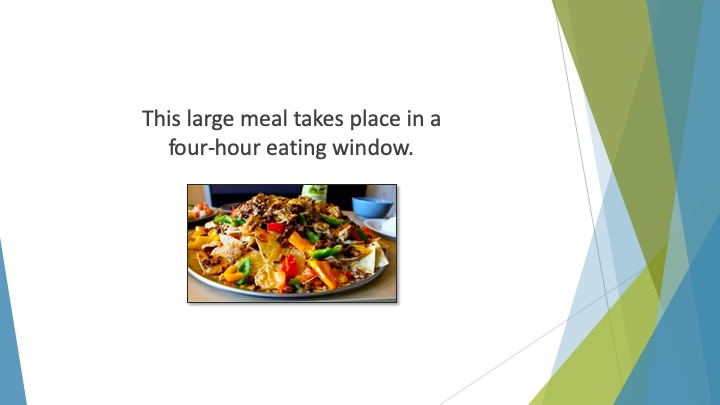 This large meal takes place in a
four-hour eating window.